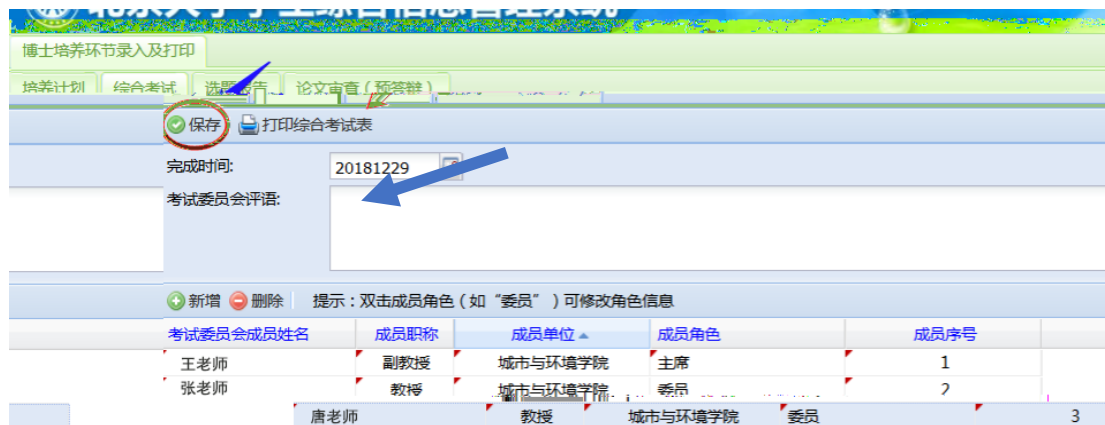 博士培养环节录入及打印
培养计划 综合考试 选题报告 论文审查(预答辩)
保存 打印综合考试表
完成时间: 20181229
考试委员会评语:
新增 删除 提示:双击成员角色(如“委员”)可修改角色信息
考试委员会成员姓名 成员职称 成员单位 成员角色 成员序号
王老师 副教授 城市与环境学院 主席 1
张老师 教授 城市与环境学院 委员 2
唐老师 教授 城市与环境学院 委员 3